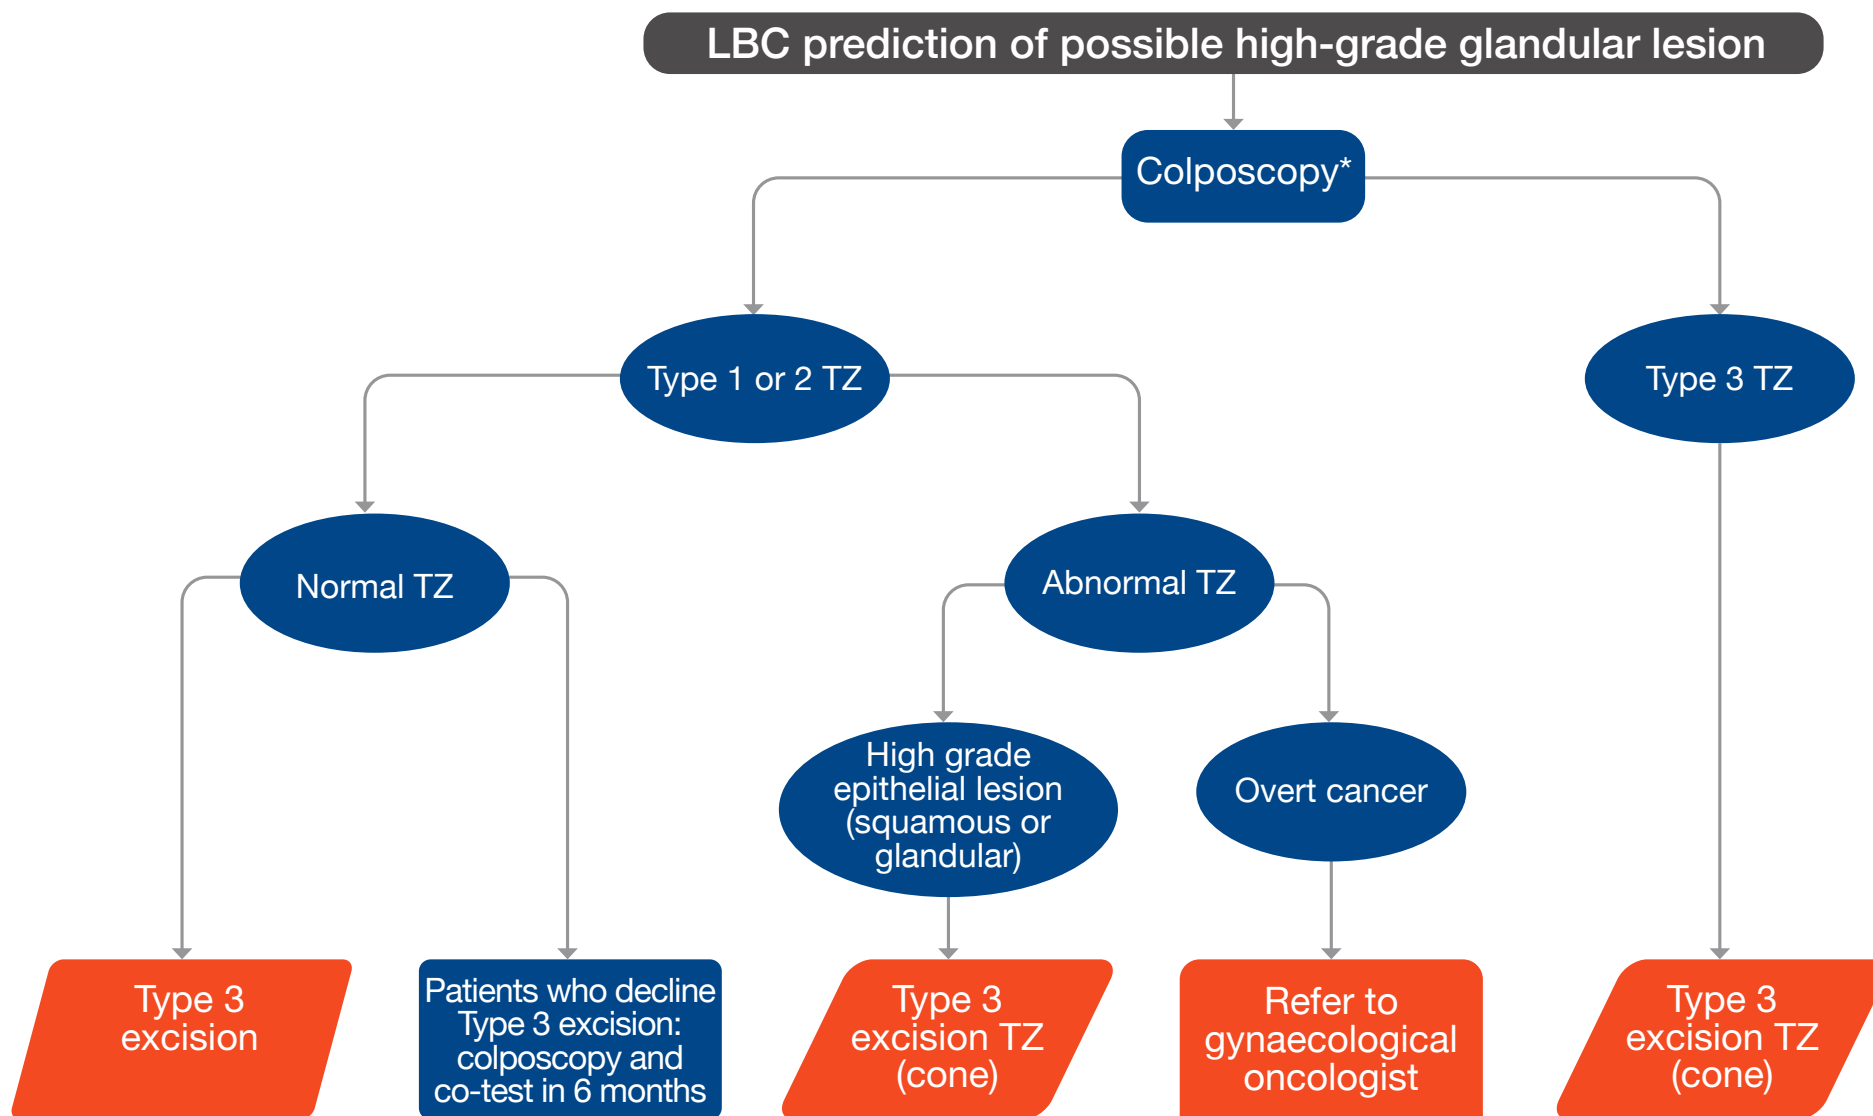 LBC prediction of possible high-grade glandular lesion
Colposcopy*
Type 1 or 2 TZ
Type 3 TZ
Normal TZ
Abnormal TZ
High grade
epithelial lesion
(squamous or
glandular)
Overt cancer
Type 3
excision
Patients who decline
Type 3 excision:
colposcopy and
co-test in 6 months
Type 3
excision TZ
(cone)
Refer to
gynaecological
oncologist
Type 3
excision TZ
(cone)